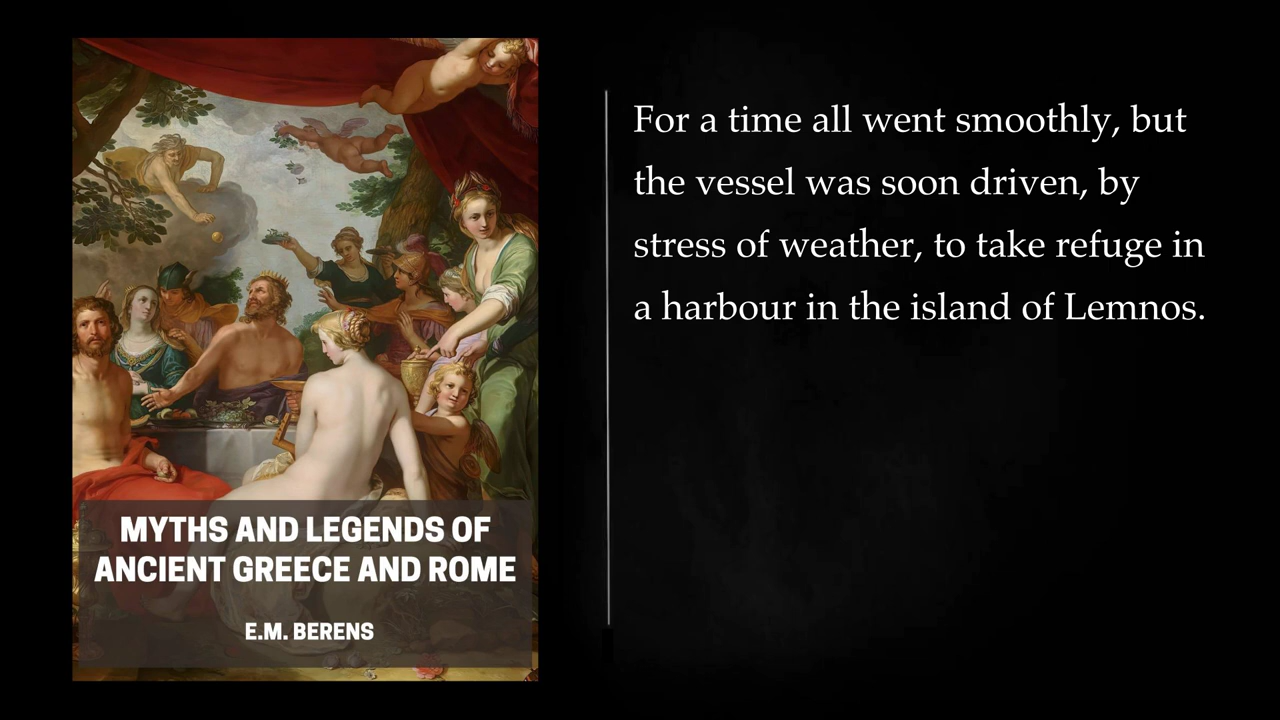 MYTHS AND LEGENDS OF
ANCIENT GREECE AND ROME
E.M. BERENS
For a time all went smoothly, but
the vessel was soon driven, by
stress of weather, to take refuge in
a harbour in the island of Lemnos.